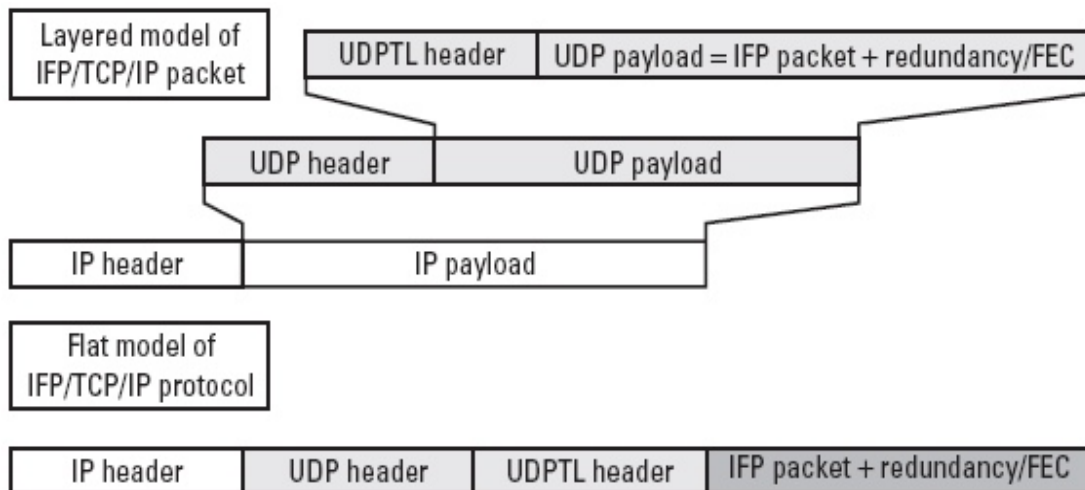 Layered model of
IFP/TCP/IP packet
UDPTL header
UDP payload = IFP packet + redundancy/FEC
UDP header
UDP payload
IP header
IP payload
Flat model of
IFP/TCP/IP protocol
IP header
UDP header
UDPTL header
IFP packet + redundancy/FEC